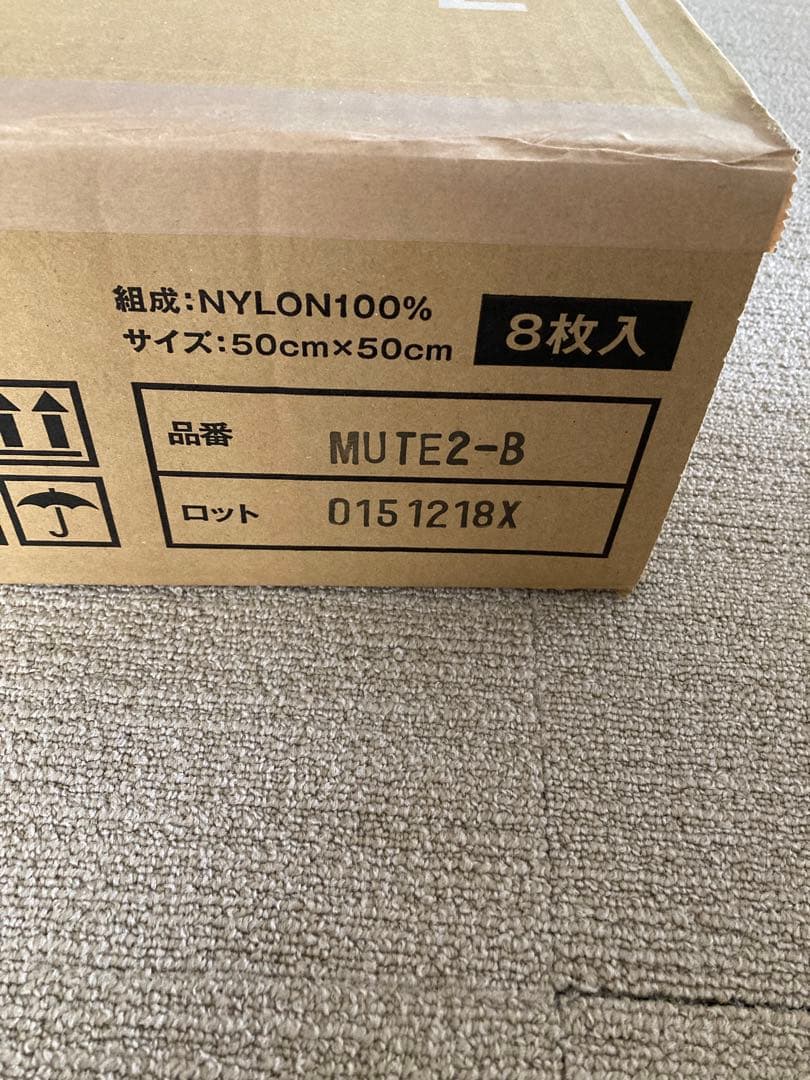 組成:NYLON100%
サイズ:50cm×50cm
8枚入
品番 MUTE2-B
ロット 0151218X